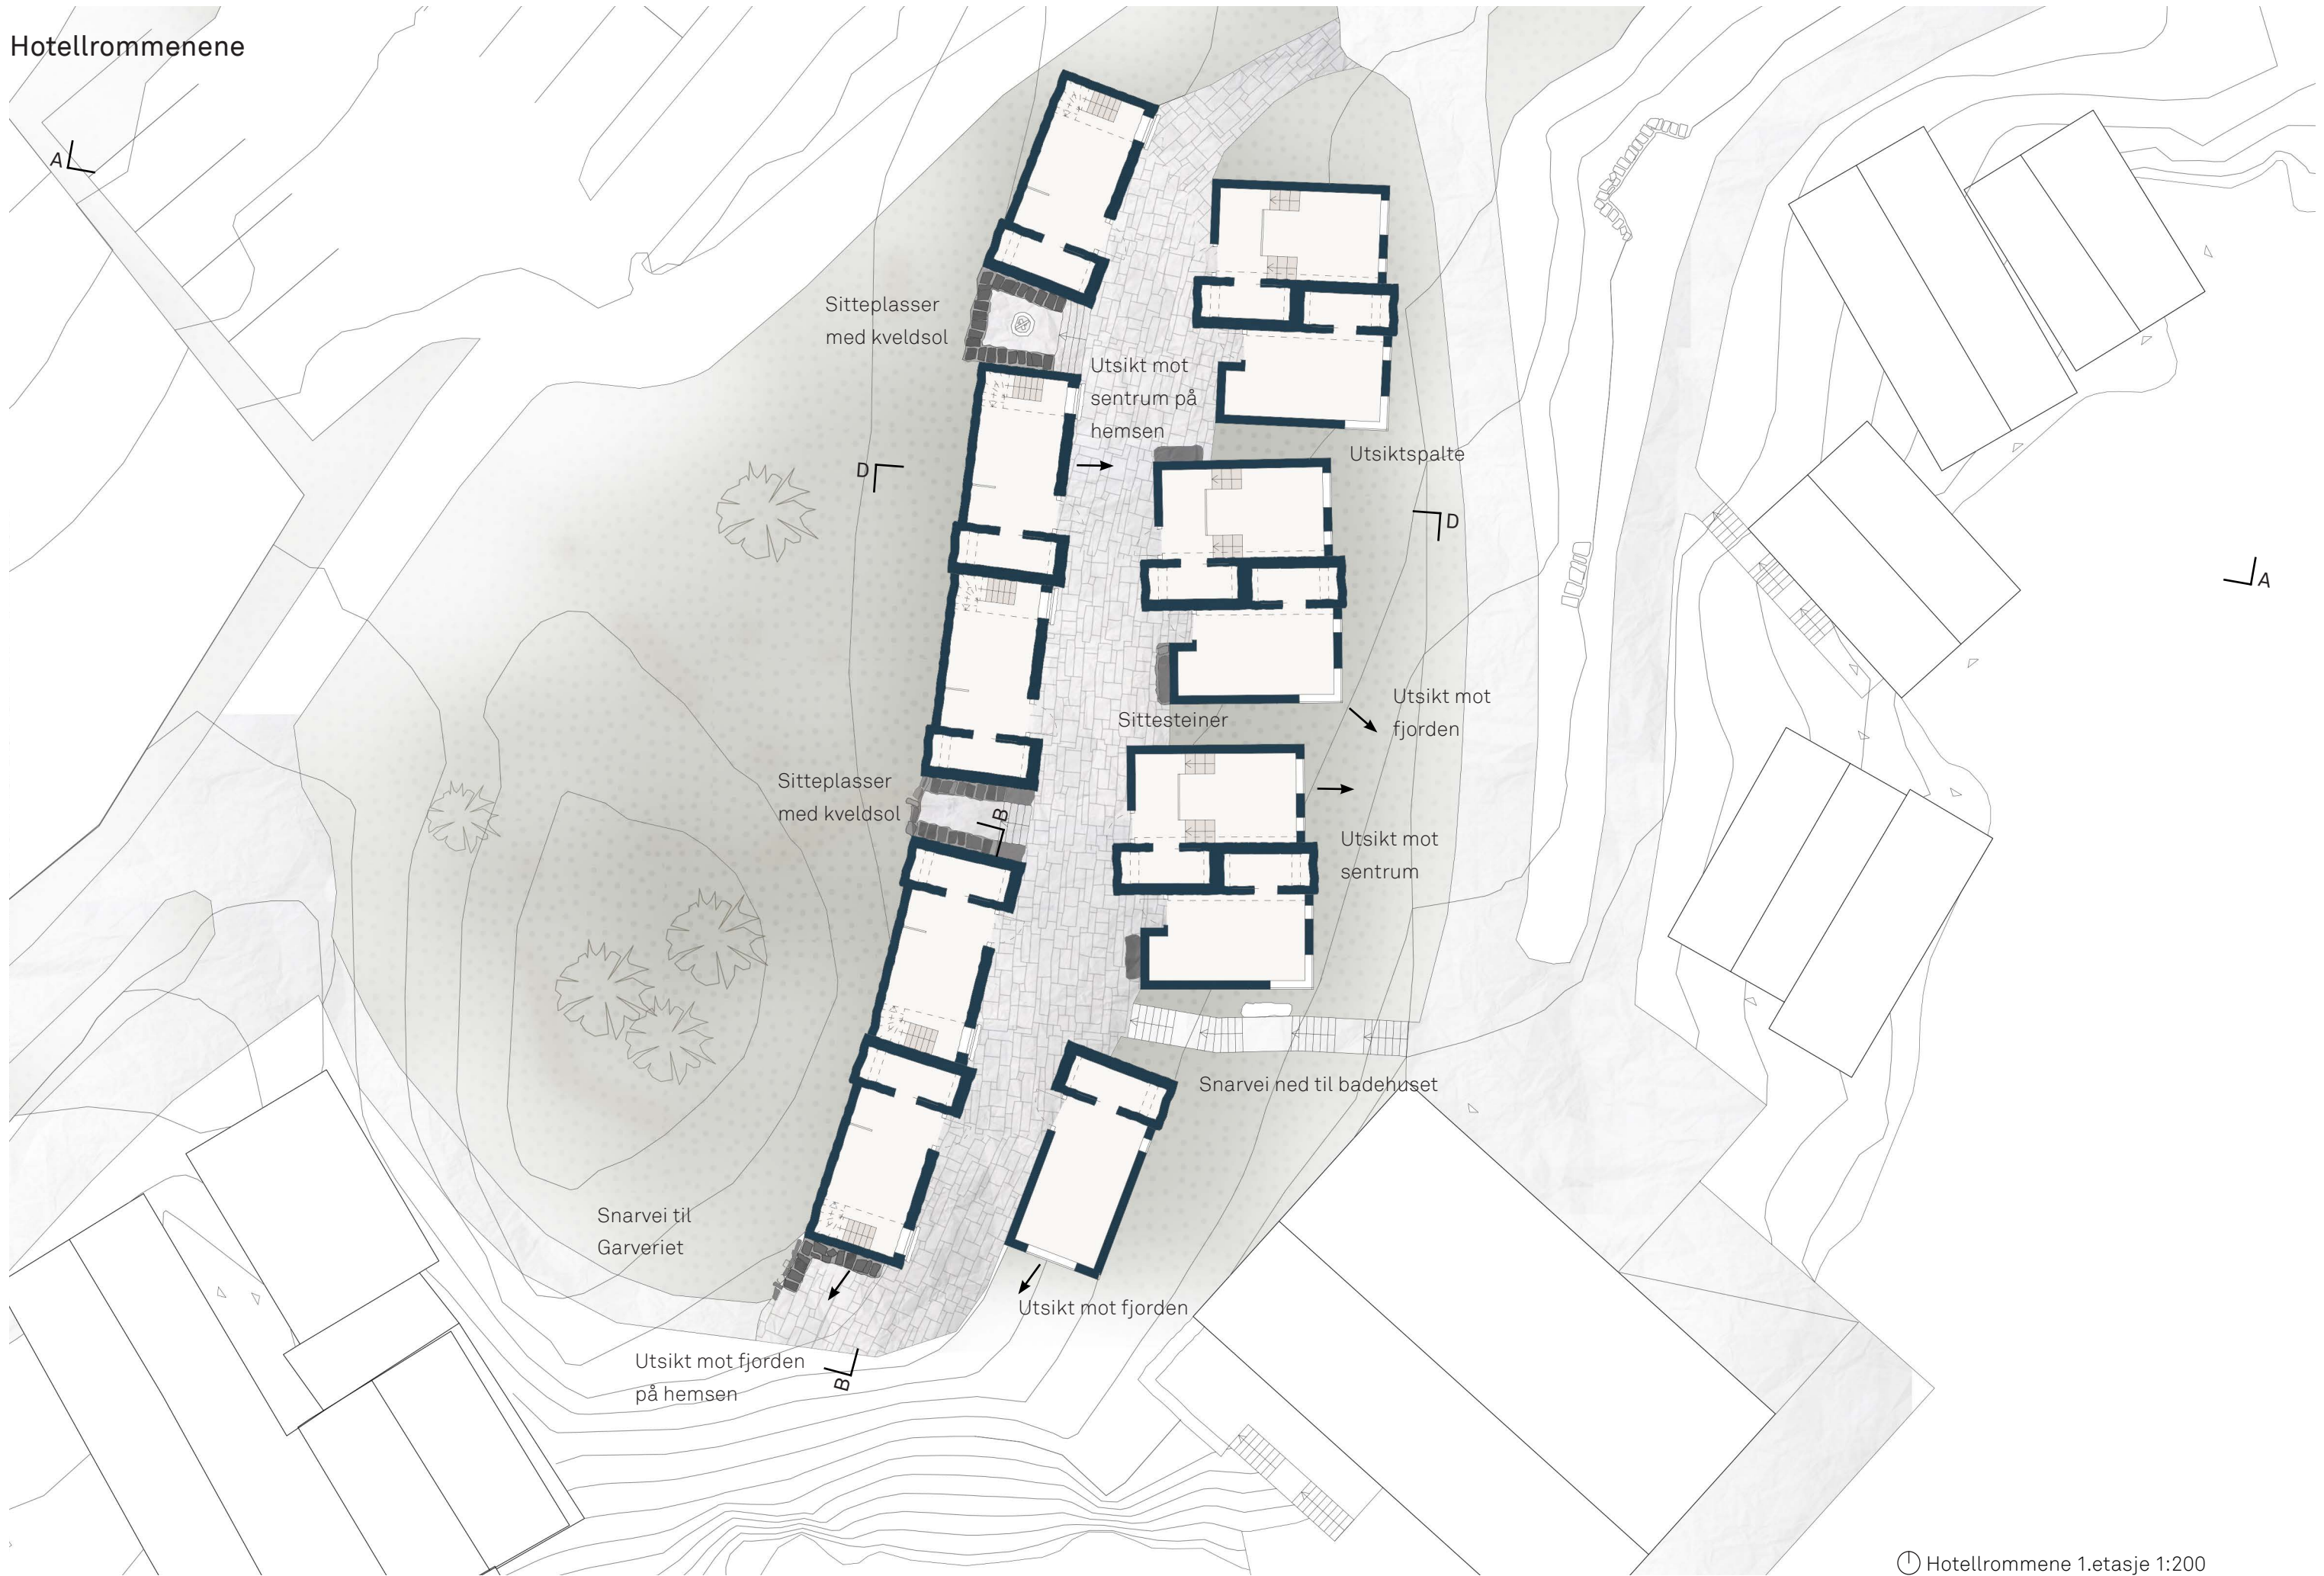 Hotellrommenene
A
Sitteplasser
med kveldsol
Utsikt mot
sentrum på
hemsen
Utsiktspalte
D
D
A
Utsikt mot
fjorden
Sittesteiner
Sitteplasser
med kveldsol
B
Utsikt mot
sentrum
Snarvei ned til badehuset
Snarvei til
Garveriet
Utsikt mot fjorden
Utsikt mot fjorden
på hemsen
B
Hotellrommene 1.etasje 1:200